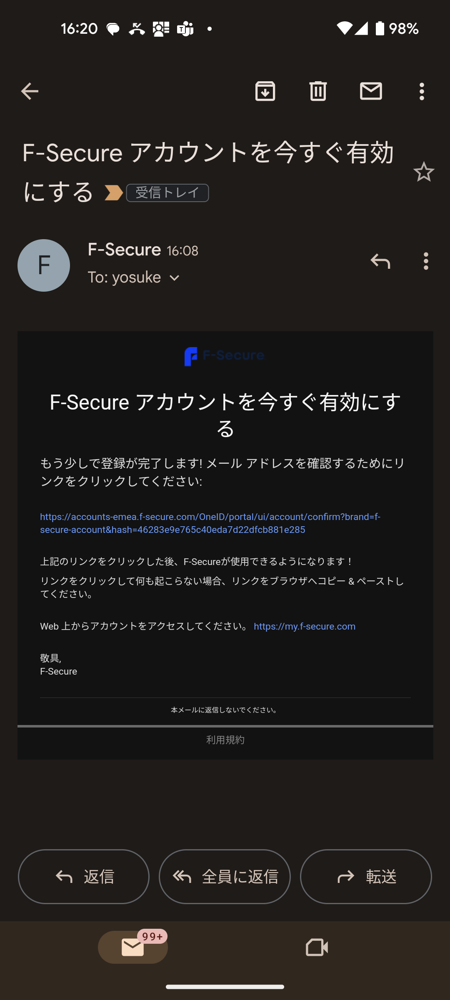 16:20
98%
F-Secure アカウントを今すぐ有効
にする 受信トレイ
F
F-Secure 16:08
To: yosuke
F-Secure
F-Secure アカウントを今すぐ有効にす
る
もう少しで登録が完了します! メール アドレスを確認するためにリ
ンクをクリックしてください:
https://accounts-emea.f-secure.com/OneID/portal/ui/account/confirm?brand=f-
secure-account&hash=46283e9e765c40eda7d22dfcb881e285
上記のリンクをクリックした後、F-Secureが使用できるようになります！
リンクをクリックして何も起こらない場合、リンクをブラウザへコピー & ペーストし
てください。
Web 上からアカウントをアクセスしてください。 https://my.f-secure.com
敬具,
F-Secure
本メールに返信しないでください。
利用規約
返信
全員に返信
転送
99+